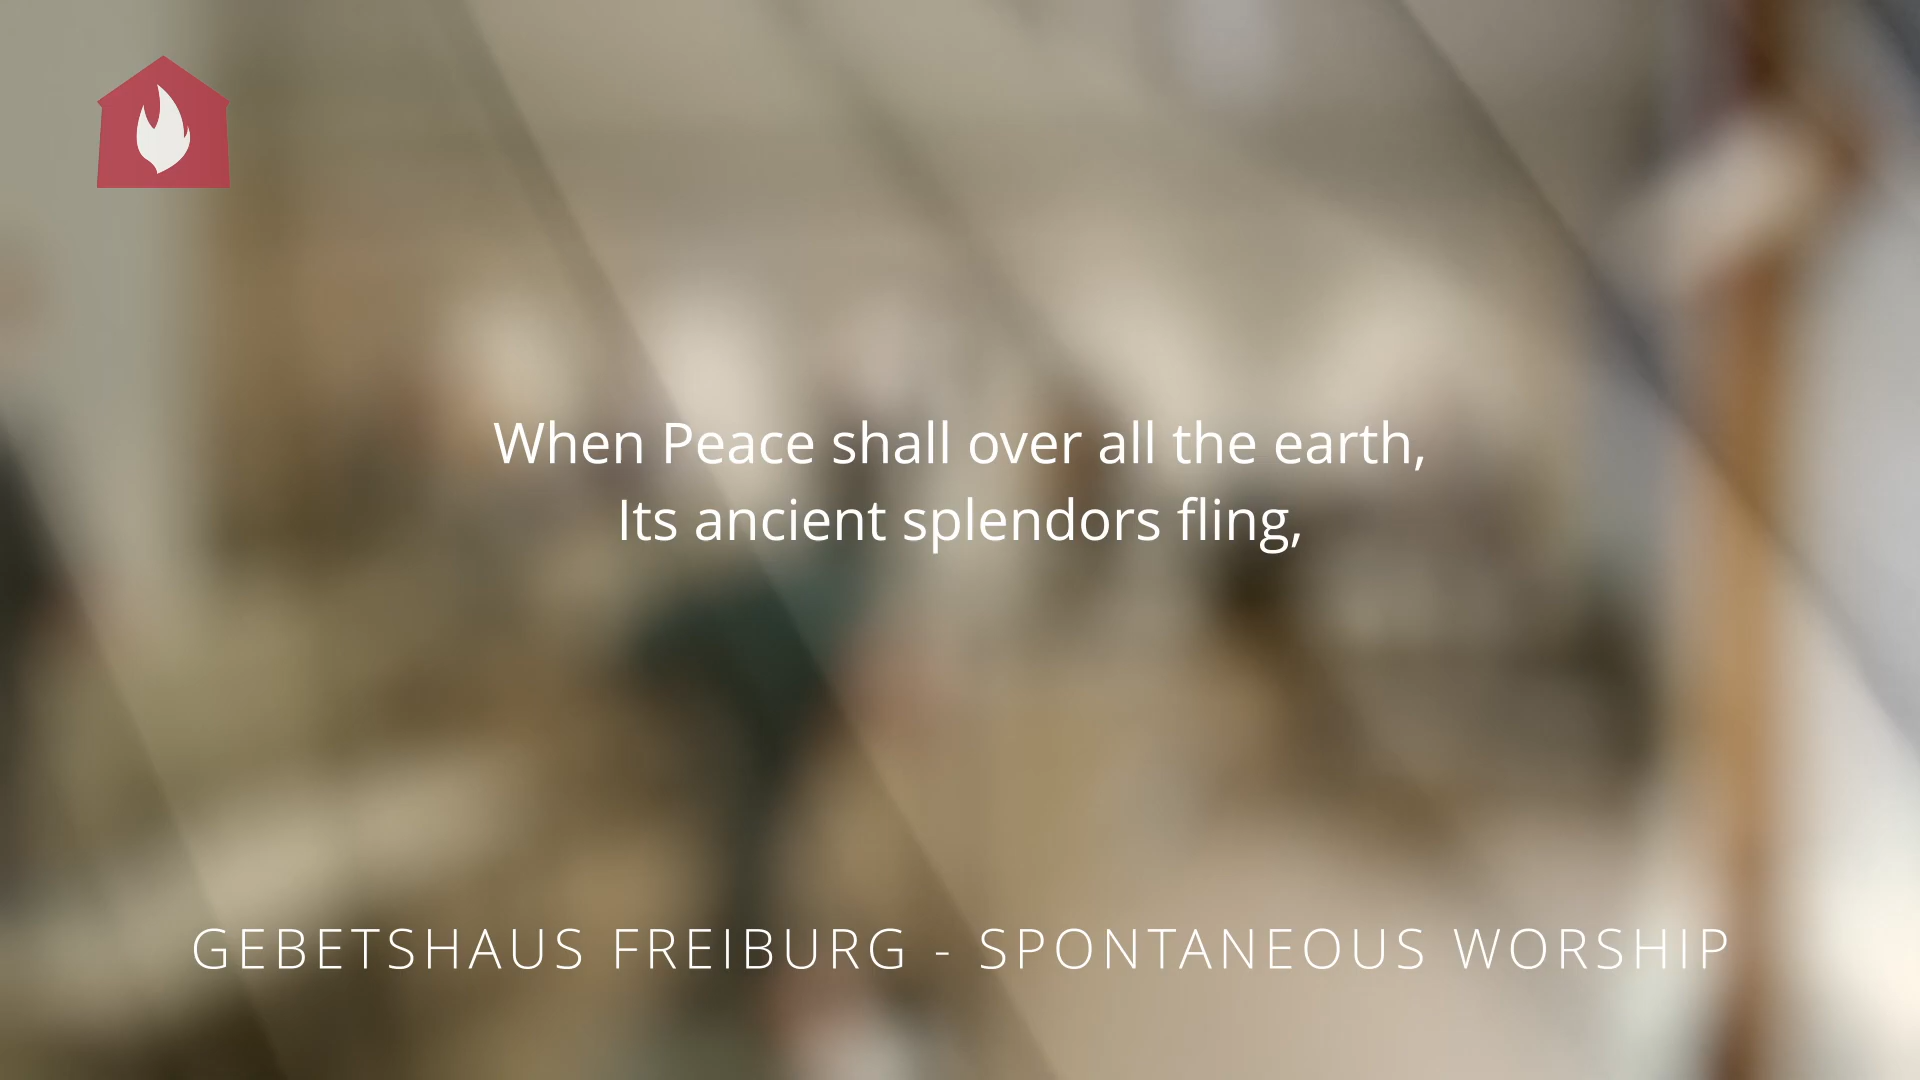 When Peace shall over all the earth,
Its ancient splendors fling,
GEBETSHAUS FREIBURG - SPONTANEOUS WORSHIP